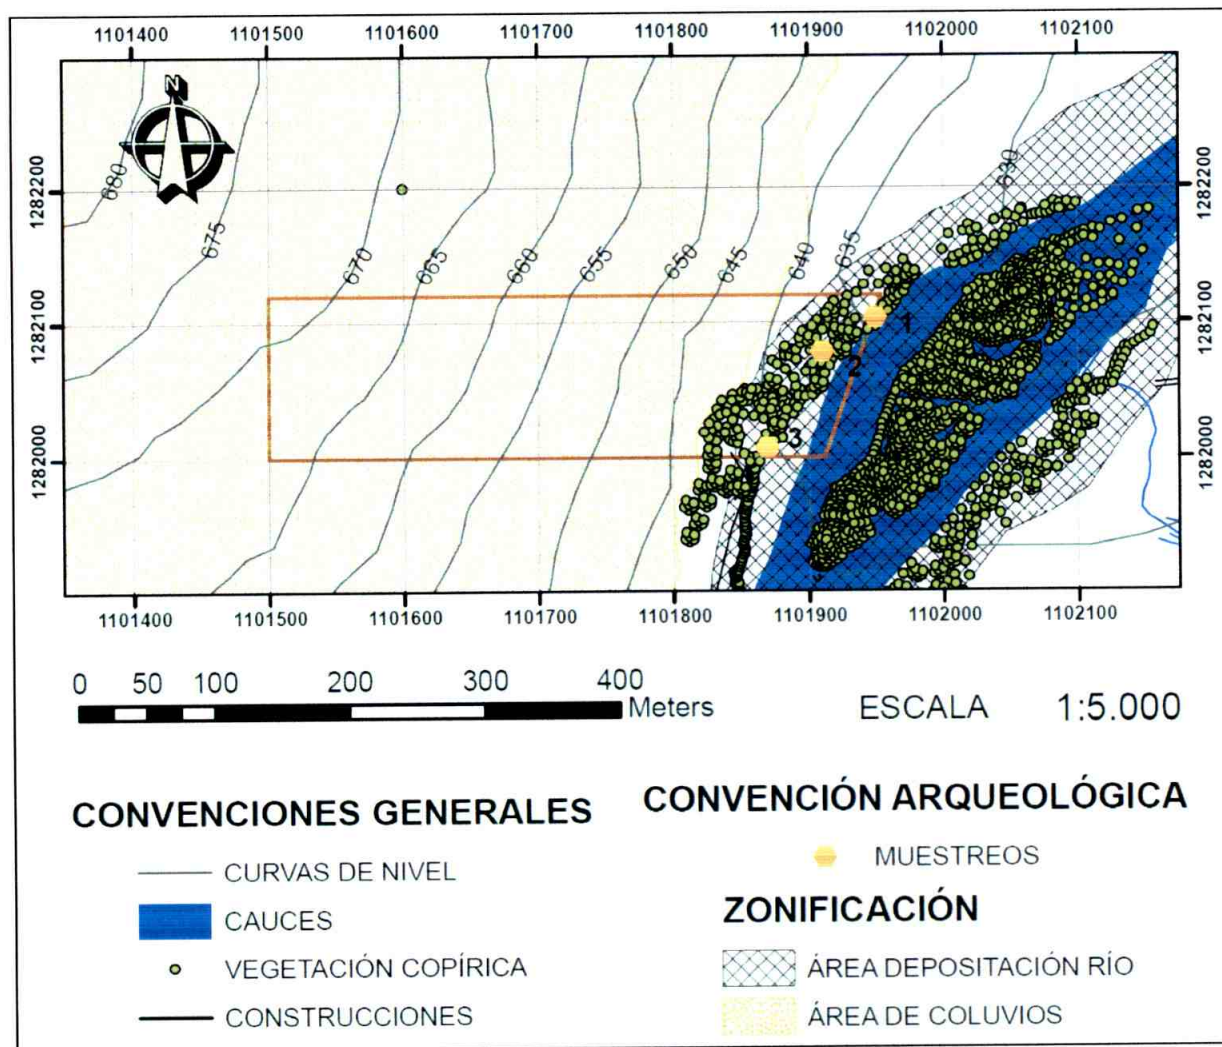 1101400 1101500 1101600 1101700 1101800 1101900 1102000 1102100
N
1282200 1282100 1282000
680 675 670 665 660 655 650 645 640 635 630
1 2 3
1282200 1282100 1282000
1101400 1101500 1101600 1101700 1101800 1101900 1102000 1102100
0 50 100 200 300 400
Meters
ESCALA 1:5.000
CONVENCIONES GENERALES
CURVAS DE NIVEL
CAUCES
VEGETACIÓN COPÍRICA
CONSTRUCCIONES
CONVENCIÓN ARQUEOLÓGICA
MUESTREOS
ZONIFICACIÓN
ÁREA DEPOSITACIÓN RÍO
ÁREA DE COLUVIOS